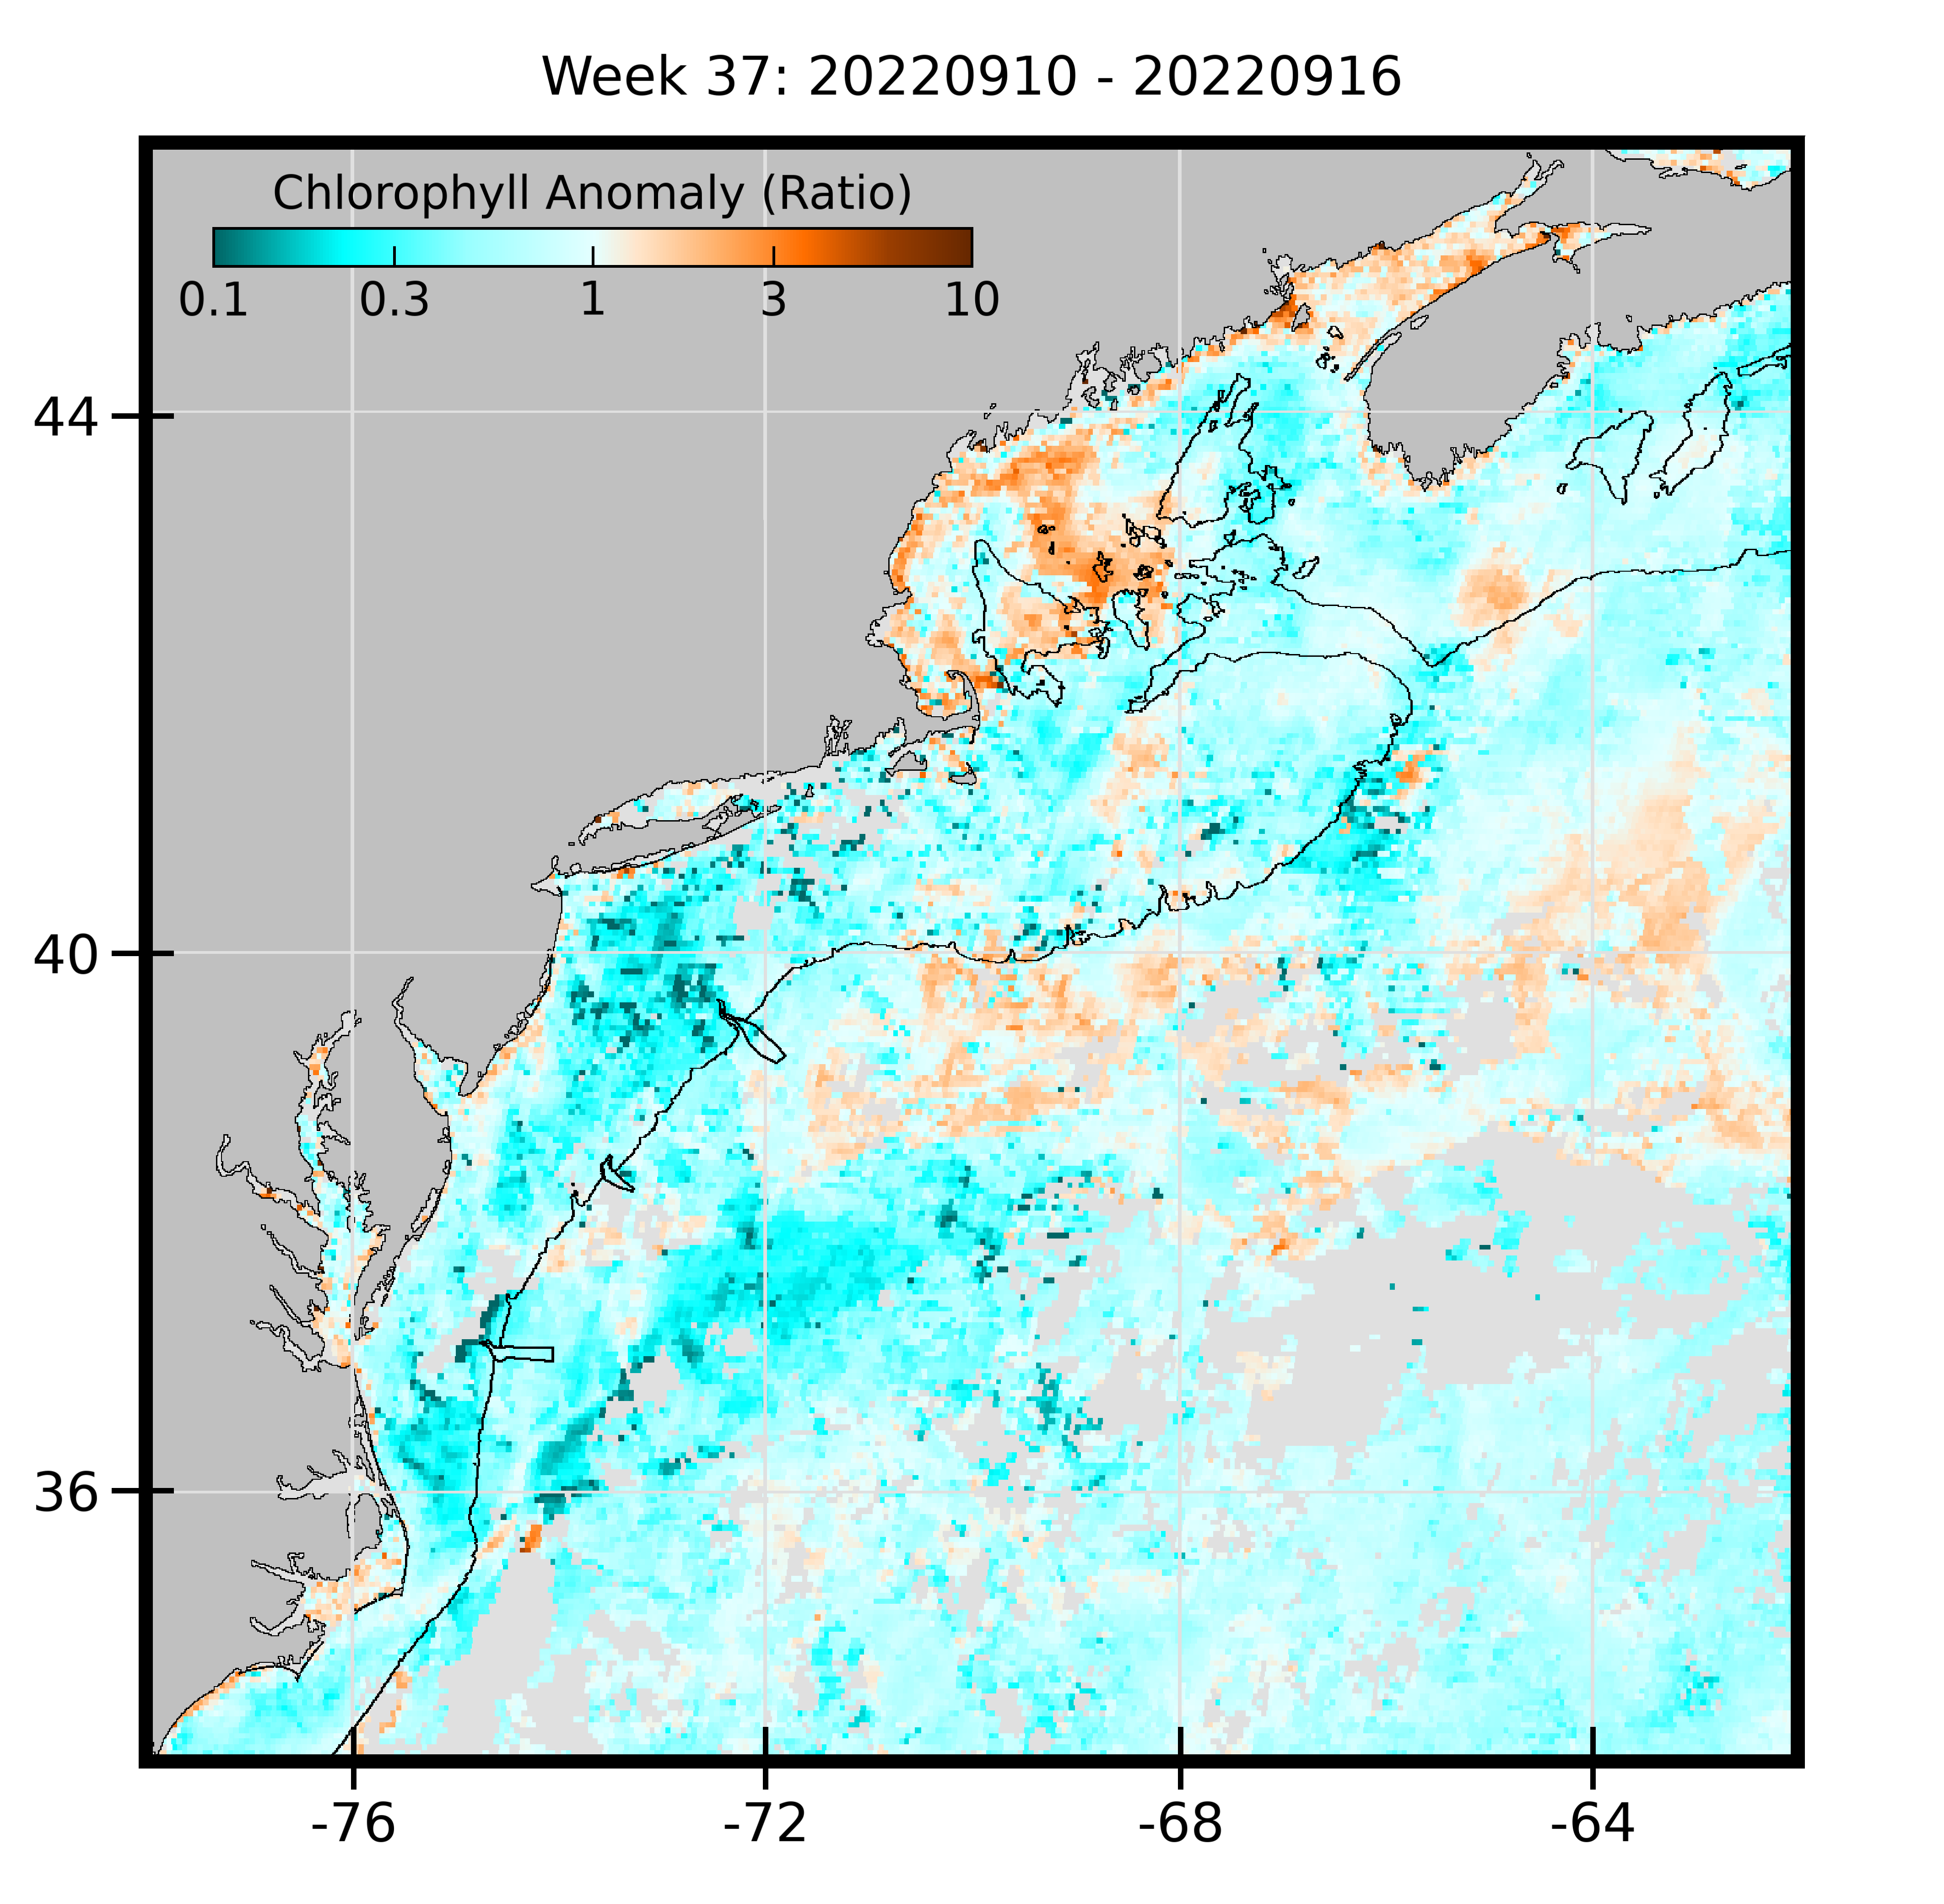 Week 37: 20220910 - 20220916
Chlorophyll Anomaly (Ratio)
0.1 0.3 1 3 10
44
40
36
-76 -72 -68 -64